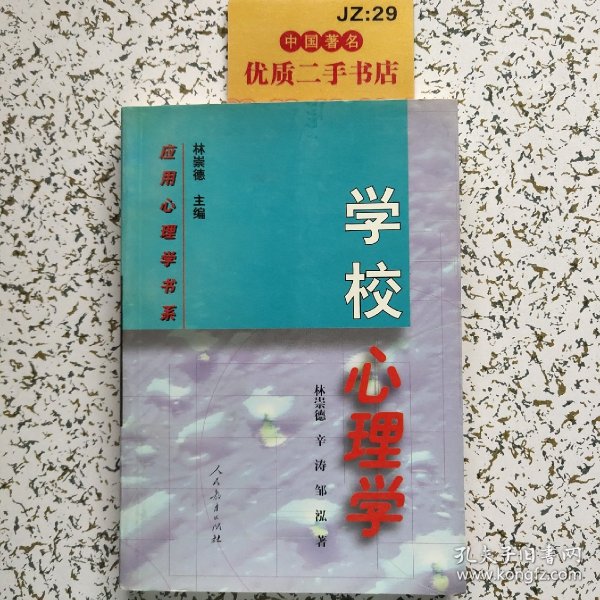 JZ:29
中国著名
优质二手书店
应用心理学书系
林崇德 主编
学校
心理学
林崇德 辛涛 邹泓 著
人民教育出版社
孔夫子旧书网
www.kongfz.com